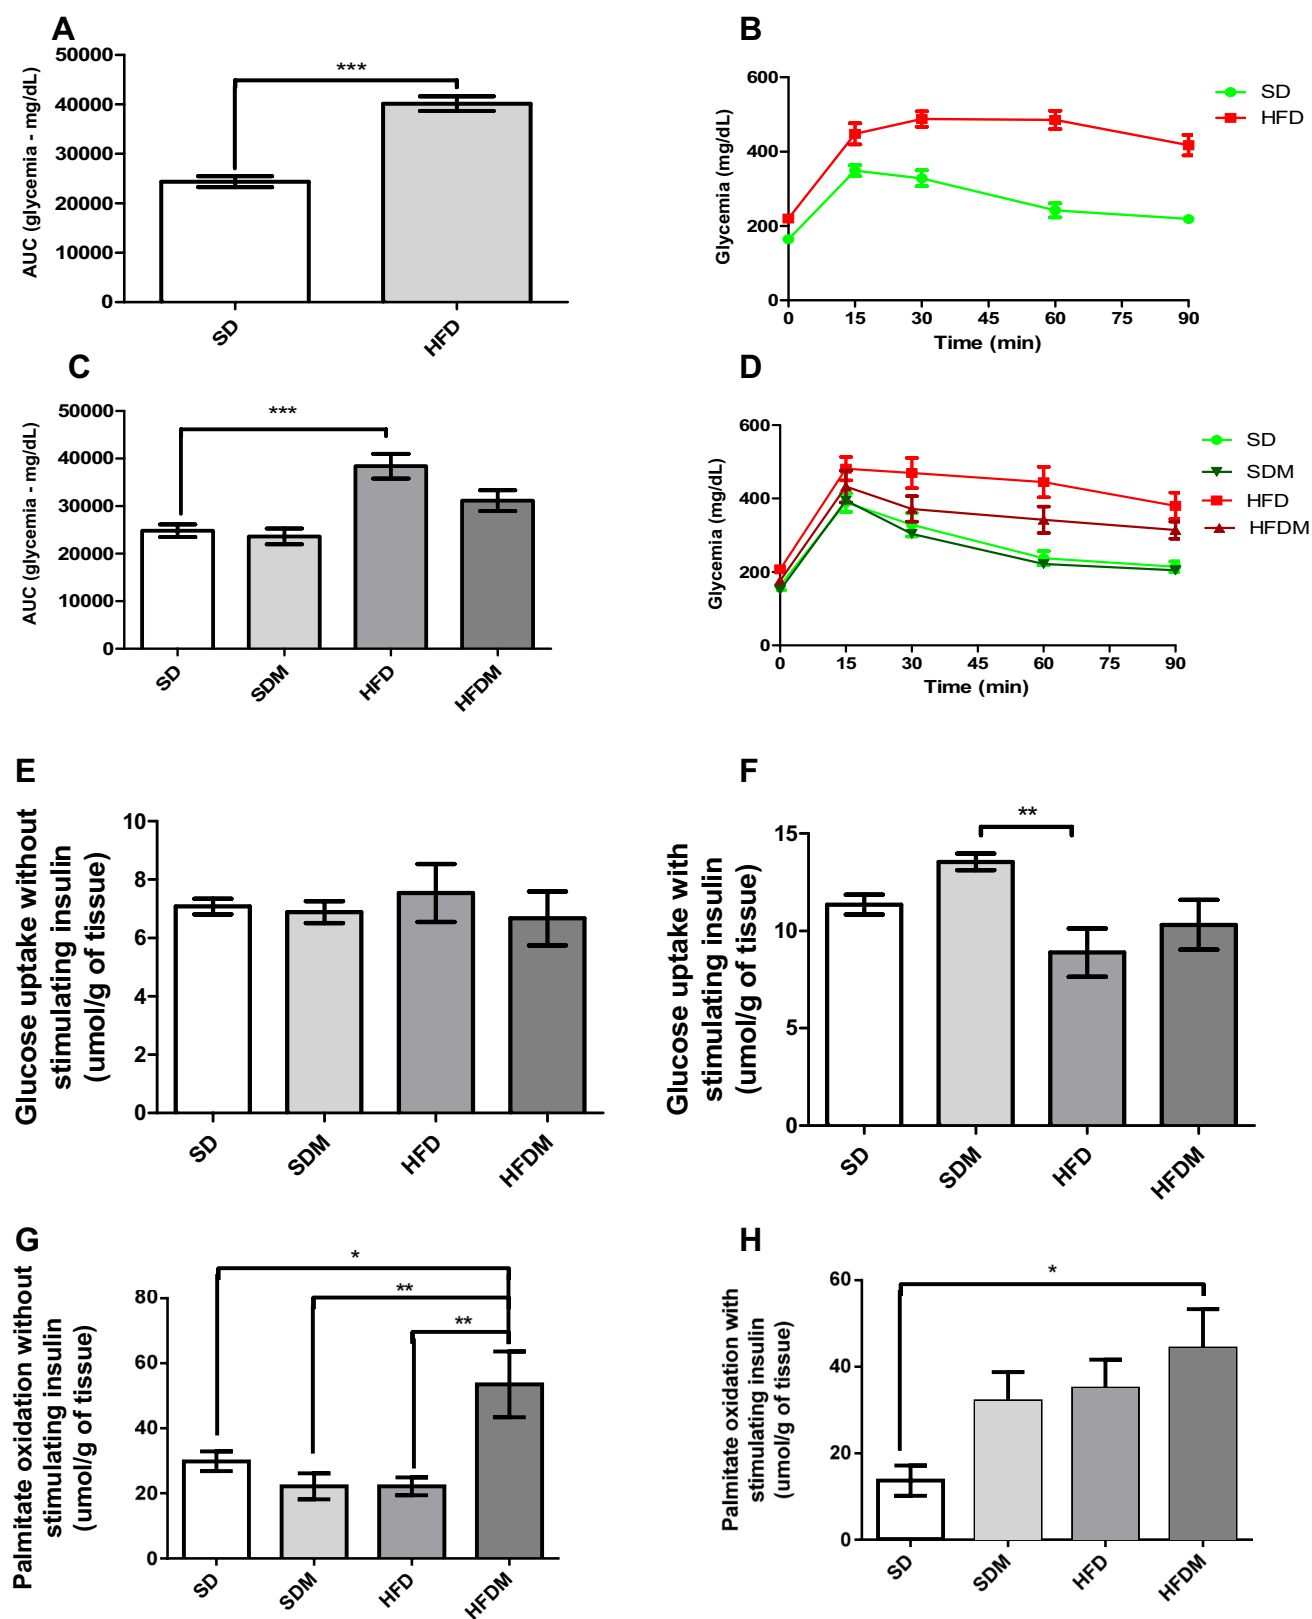 A
AUC (glycemia - mg/dL)
50000
40000
30000
20000
10000
0
***
SD
HFD
B
Glycemia (mg/dL)
600
400
200
0
0 15 30 45 60 75 90
Time (min)
SD
HFD
C
AUC (glycemia - mg/dL)
50000
40000
30000
20000
10000
0
***
SD
SDM
HFD
HFDM
D
Glycemia (mg/dL)
600
400
200
0
0 15 30 45 60 75 90
Time (min)
SD
SDM
HFD
HFDM
E
Glucose uptake without
stimulating insulin
(umol/g of tissue)
10
8
6
4
2
0
SD
SDM
HFD
HFDM
F
Glucose uptake with
stimulating insulin
(umol/g of tissue)
15
10
5
0
**
SD
SDM
HFD
HFDM
G
Palmitate oxidation without
stimulating insulin
(umol/g of tissue)
80
60
40
20
0
*
**
**
SD
SDM
HFD
HFDM
H
Palmitate oxidation with
stimulating insulin
(umol/g of tissue)
60
40
20
0
*
SD
SDM
HFD
HFDM